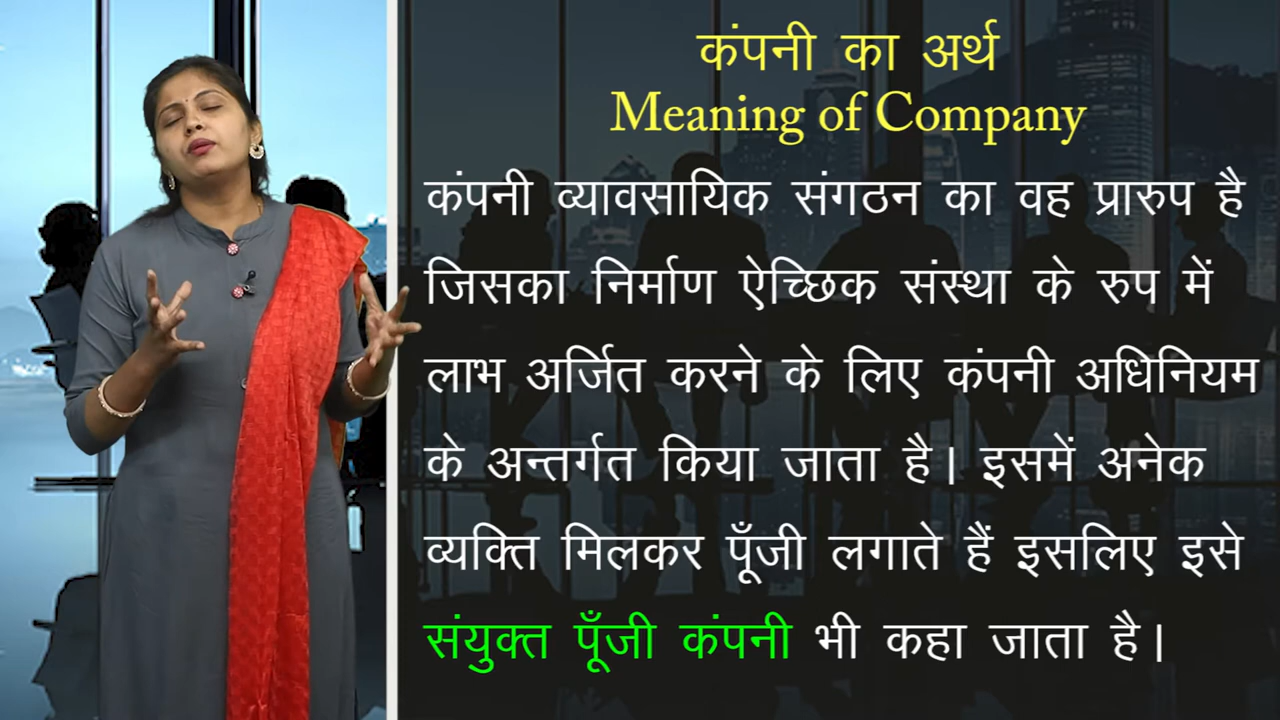 कंपनी का अर्थ
Meaning of Company
कंपनी व्यावसायिक संगठन का वह प्रारुप है
जिसका निर्माण ऐच्छिक संस्था के रुप में
लाभ अर्जित करने के लिए कंपनी अधिनियम
के अन्तर्गत किया जाता है। इसमें अनेक
व्यक्ति मिलकर पूँजी लगाते हैं इसलिए इसे
संयुक्त पूँजी कंपनी भी कहा जाता है।